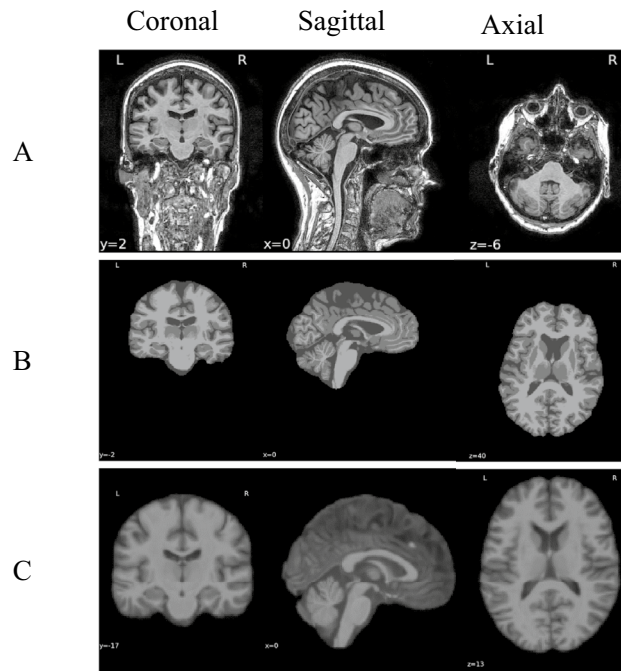 Coronal Sagittal Axial
A
L R L R
y=2 x=0 z=-6
B
L R L R
y=-2 x=0 z=40
C
L R L R
y=-17 x=0 z=13